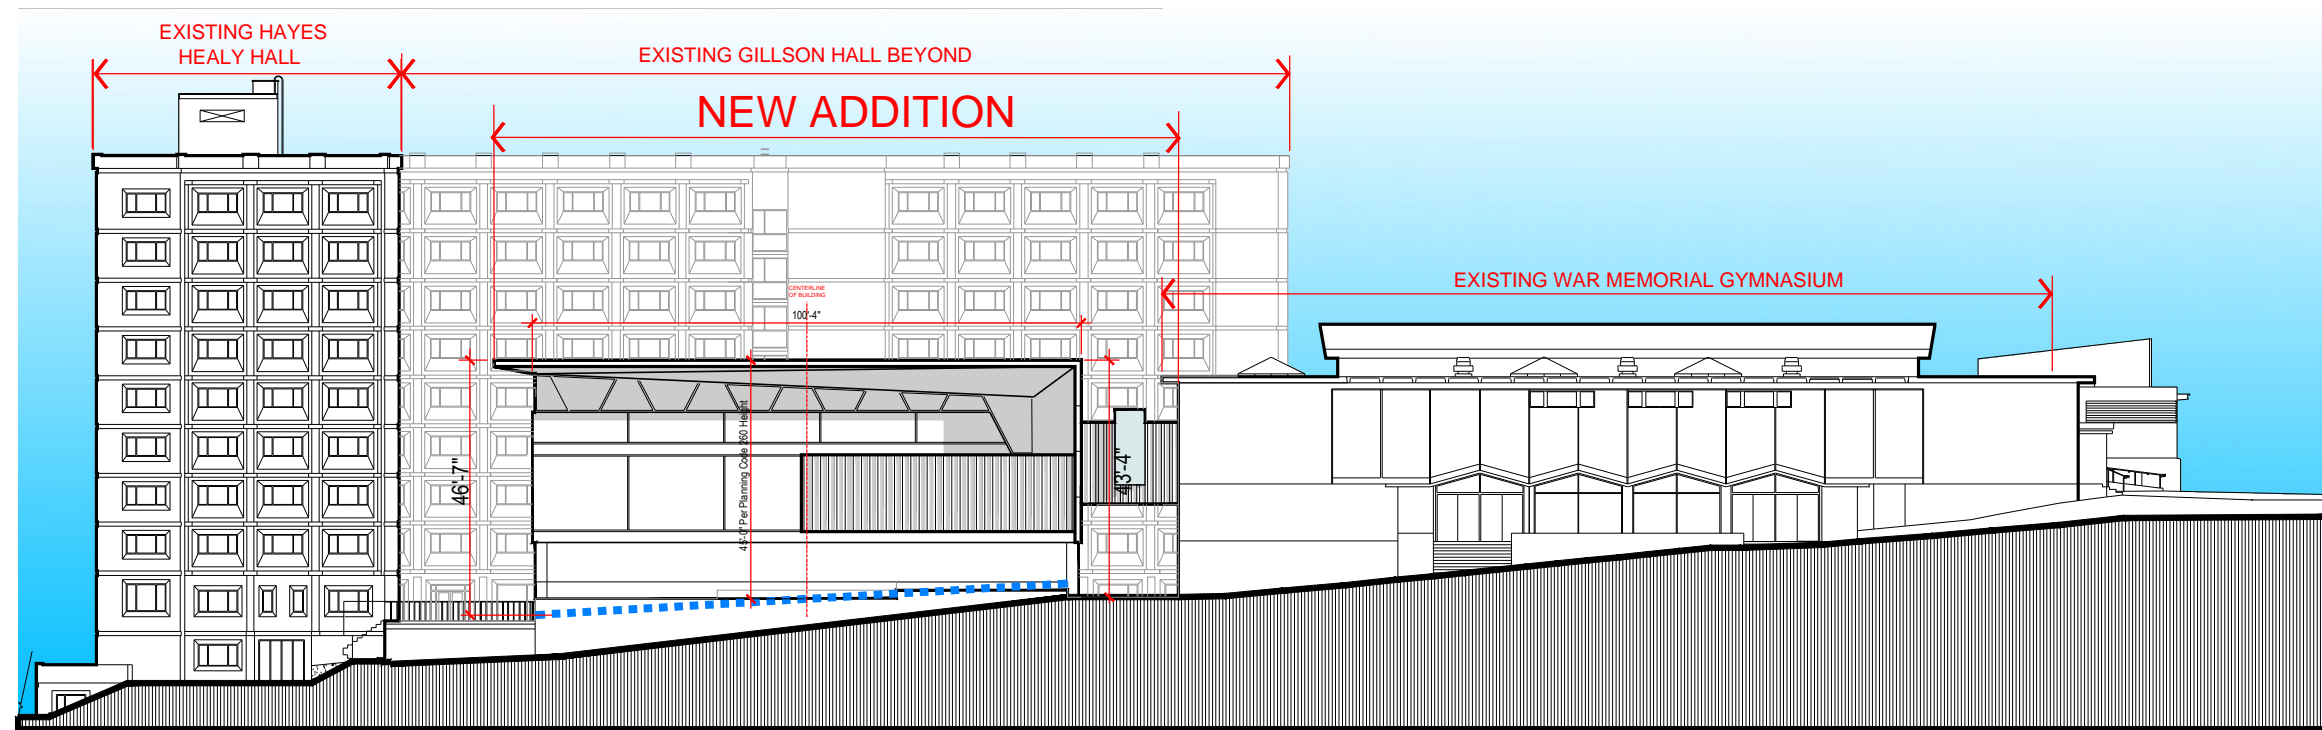 EXISTING HAYES
HEALY HALL
EXISTING GILLSON HALL BEYOND
NEW ADDITION
EXISTING WAR MEMORIAL GYMNASIUM
CENTERLINE
OF BUILDING
100'-4"
46'-7"
45'-0" Per Planning Code 260 Height
43'-4"